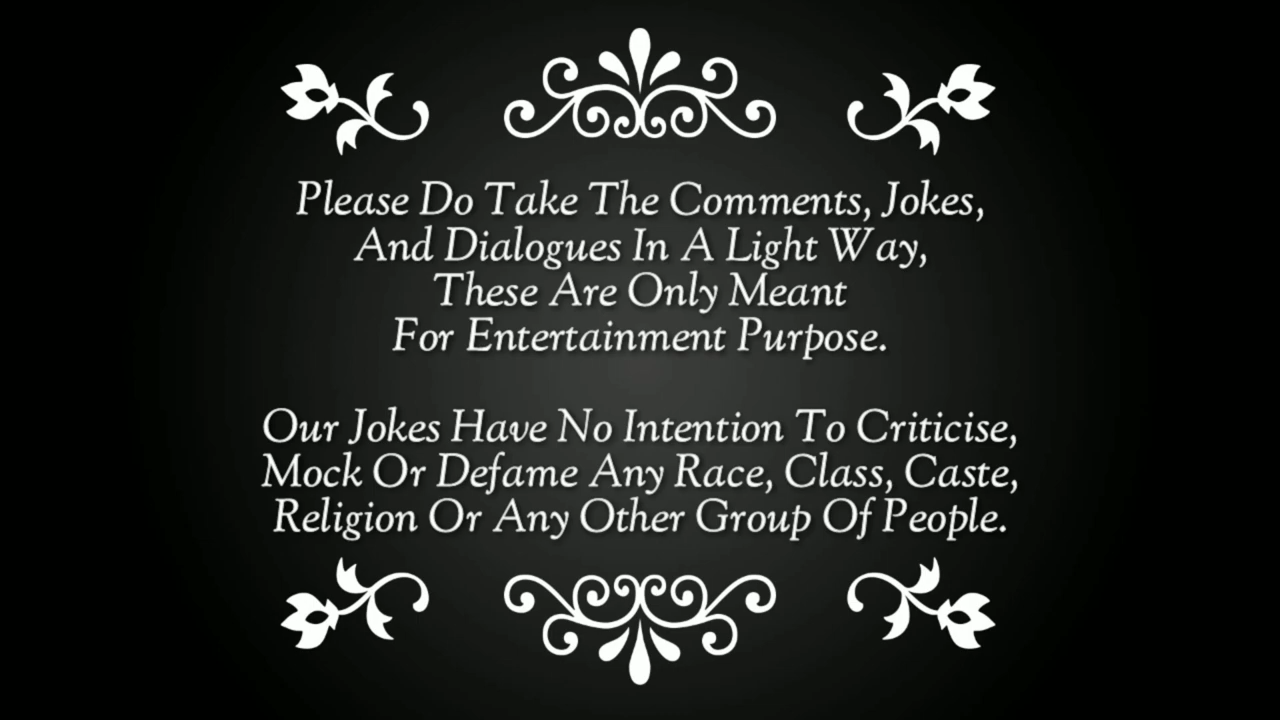 Please Do Take The Comments, Jokes,
And Dialogues In A Light Way,
These Are Only Meant
For Entertainment Purpose.
Our Jokes Have No Intention To Criticise,
Mock Or Defame Any Race, Class, Caste,
Religion Or Any Other Group Of People.